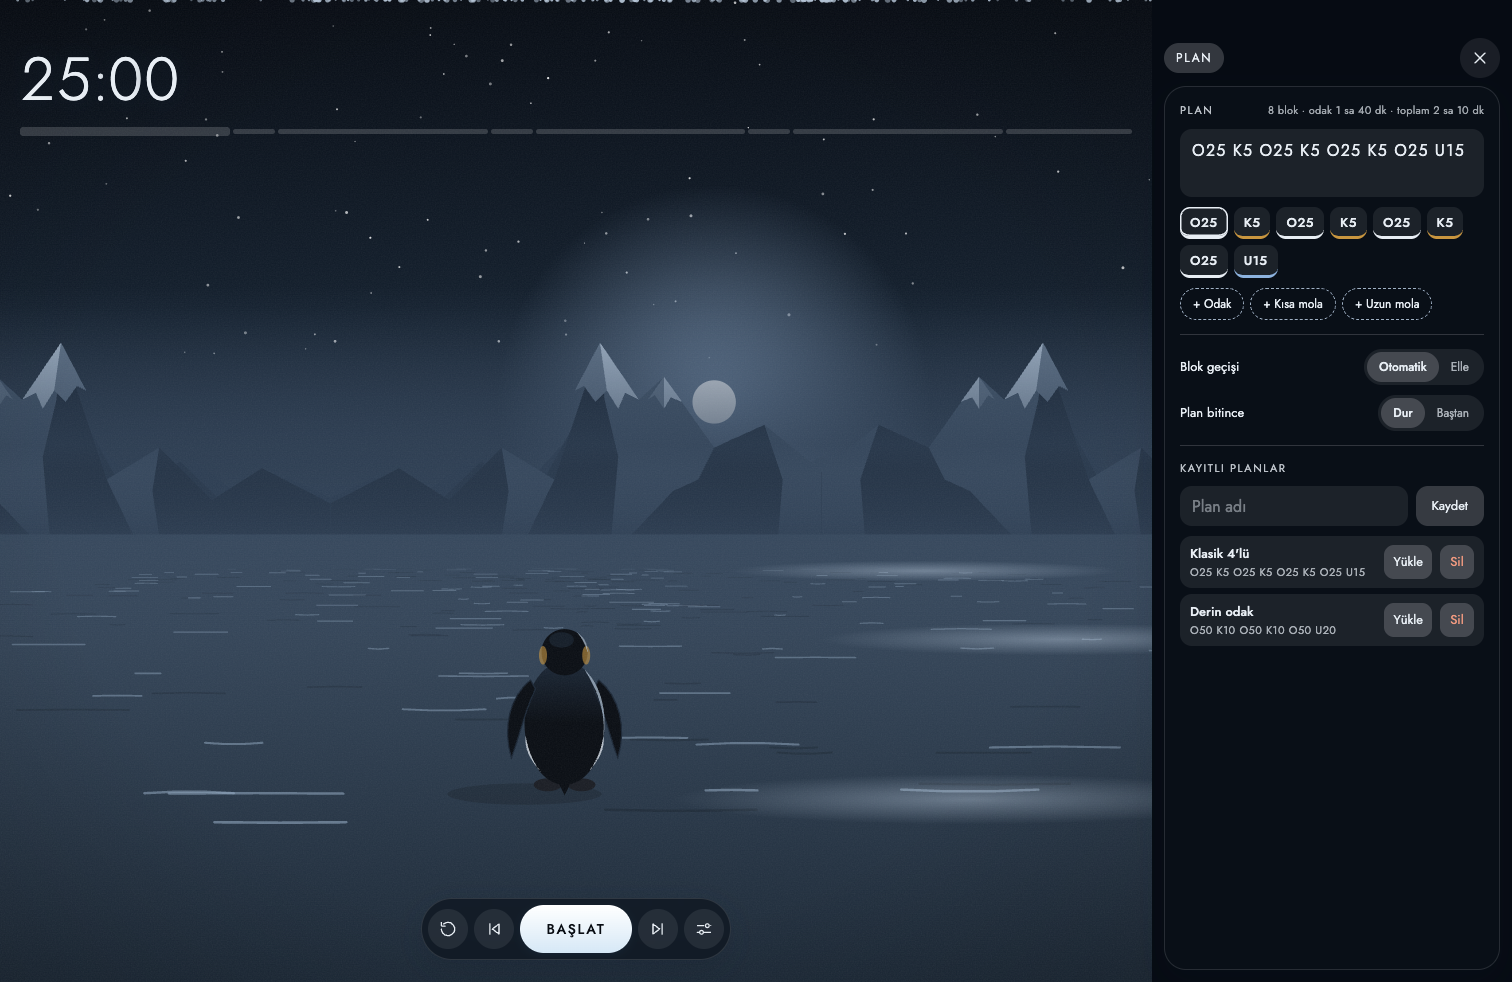 25:00
BAŞLAT
PLAN
PLAN 8 blok · odak 1 sa 40 dk · toplam 2 sa 10 dk
O25 K5 O25 K5 O25 K5 O25 U15
O25 K5 O25 K5 O25 K5
O25 U15
+ Odak + Kısa mola + Uzun mola
Blok geçişi Otomatik Elle
Plan bitince Dur Baştan
KAYITLI PLANLAR
Plan adı Kaydet
Klasik 4'lü
O25 K5 O25 K5 O25 K5 O25 U15
Yükle Sil
Derin odak
O50 K10 O50 K10 O50 U20
Yükle Sil